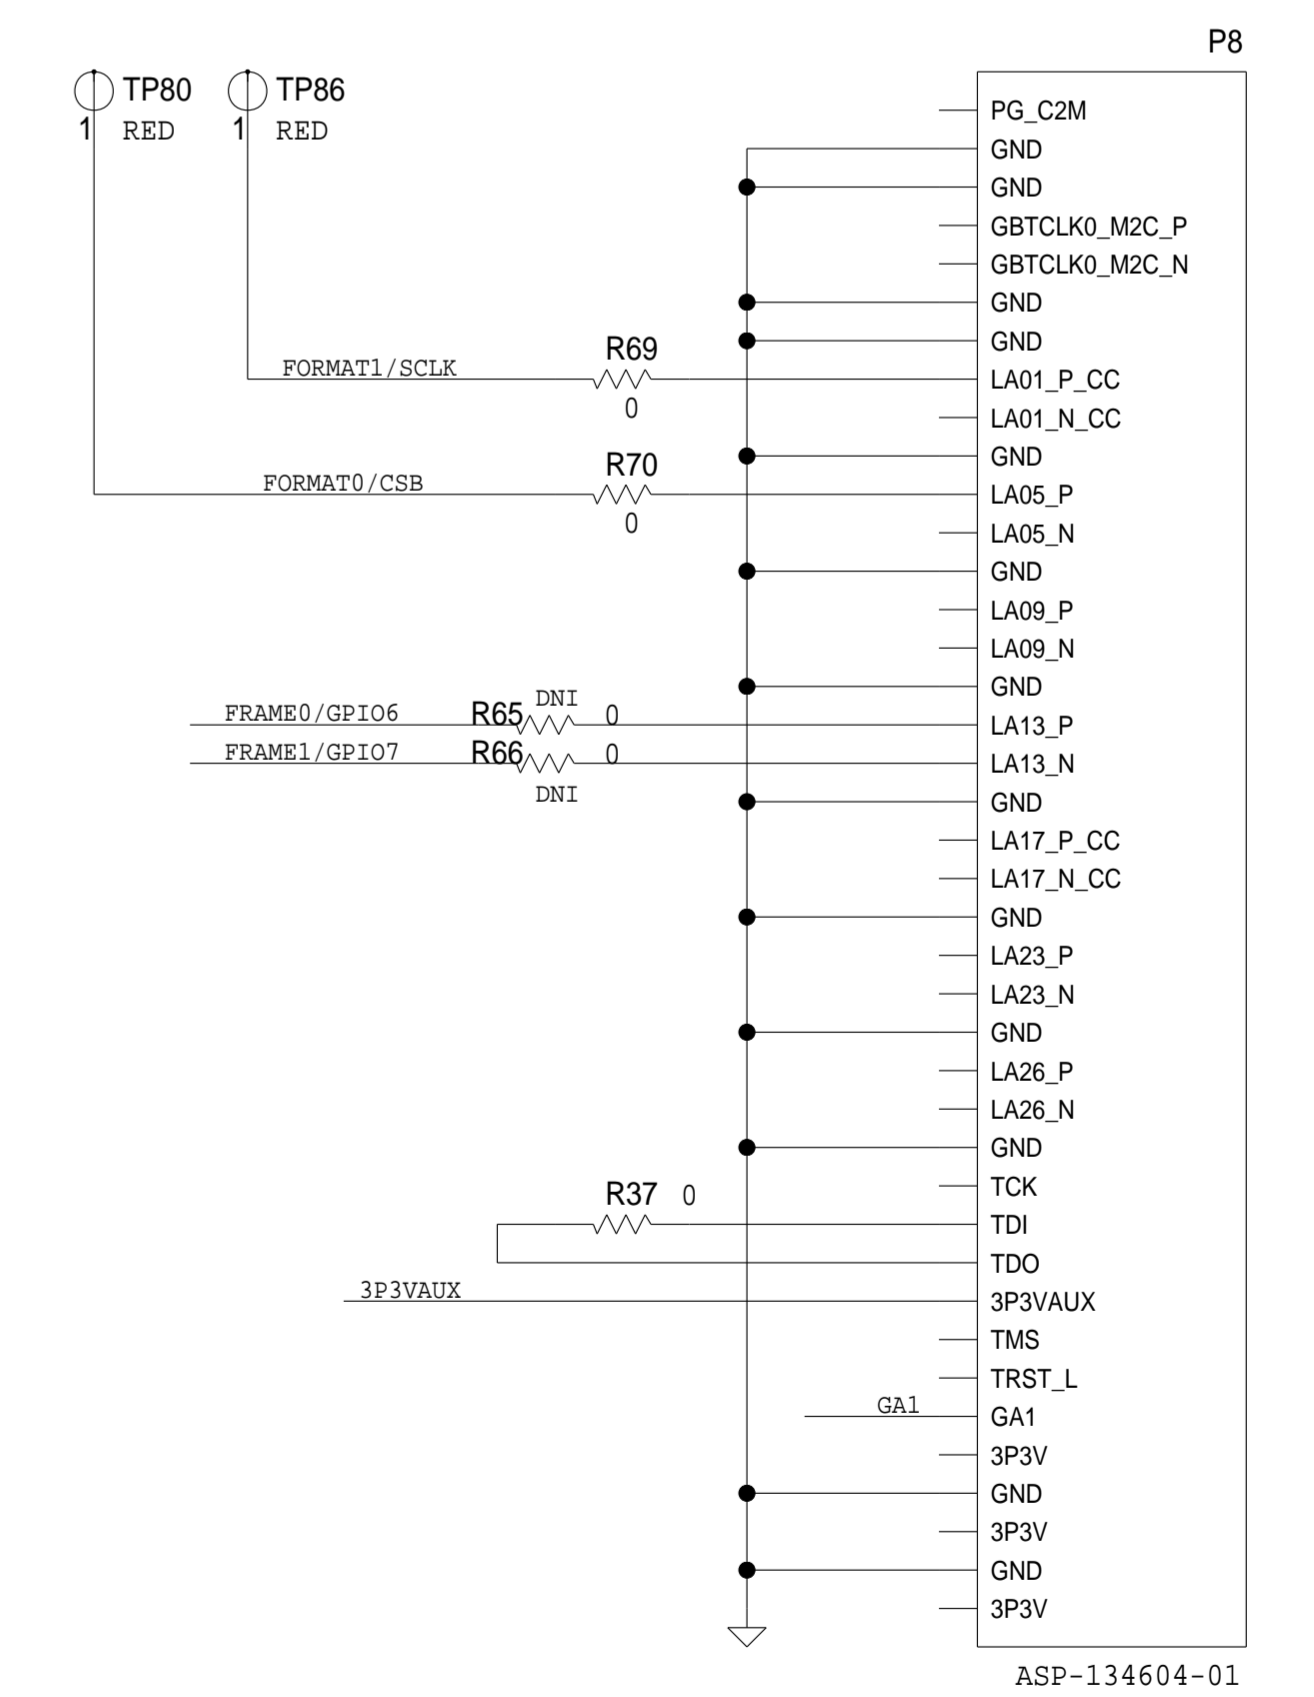 P8
TP80
TP86
1
RED
1
RED
PG_C2M
GND
GND
GBTCLK0_M2C_P
GBTCLK0_M2C_N
GND
GND
R69
FORMAT1/SCLK
0
LA01_P_CC
LA01_N_CC
GND
R70
FORMAT0/CSB
0
LA05_P
LA05_N
GND
LA09_P
LA09_N
GND
FRAME0/GPIO6
R65
DNI
0
LA13_P
FRAME1/GPIO7
R66
0
DNI
LA13_N
GND
LA17_P_CC
LA17_N_CC
GND
LA23_P
LA23_N
GND
LA26_P
LA26_N
GND
TCK
R37
0
TDI
TDO
3P3VAUX
3P3VAUX
TMS
TRST_L
GA1
GA1
3P3V
GND
3P3V
GND
3P3V
ASP-134604-01